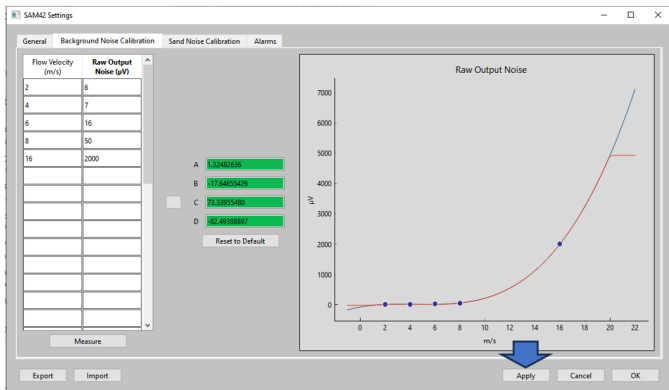 SAM42 Settings
General Background Noise Calibration Sand Noise Calibration Alarms
Flow Velocity (m/s) Raw Output Noise (µV)
2 6
4 7
6 16
8 50
16 2000
A 1.32482636
B -17.64655426
C 73.33955480
D -82.49388897
Reset to Default
Measure
Raw Output Noise
7000
6000
5000
4000
3000
2000
1000
0
µV
0 2 4 6 8 10 12 14 16 18 20 22
m/s
Export Import Apply Cancel OK